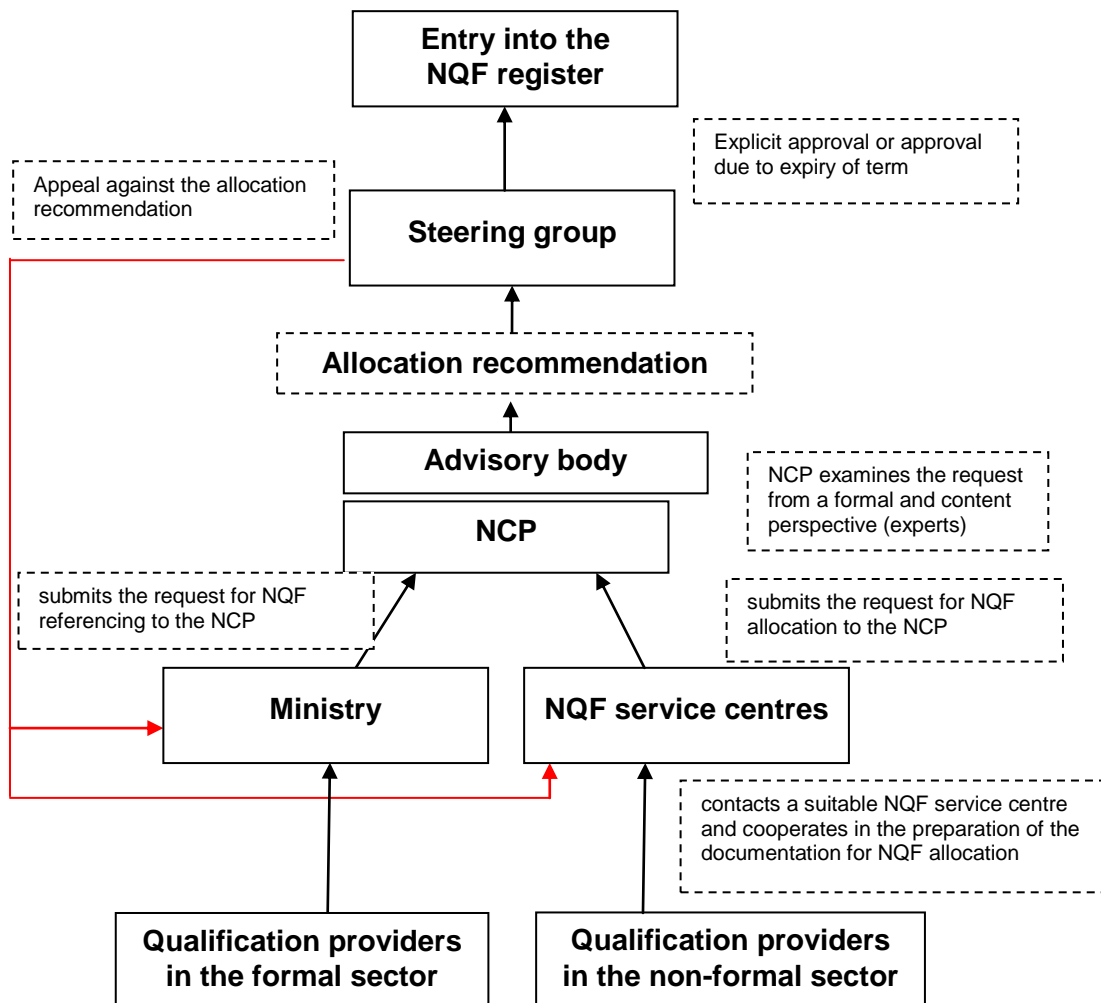 Entry into the
NQF register
Explicit approval or approval
due to expiry of term
Appeal against the allocation
recommendation
Steering group
Allocation recommendation
Advisory body
NCP examines the request
from a formal and content
perspective (experts)
NCP
submits the request for NQF
referencing to the NCP
submits the request for NQF
allocation to the NCP
Ministry
NQF service centres
contacts a suitable NQF service centre
and cooperates in the preparation of the
documentation for NQF allocation
Qualification providers
in the formal sector
Qualification providers
in the non-formal sector